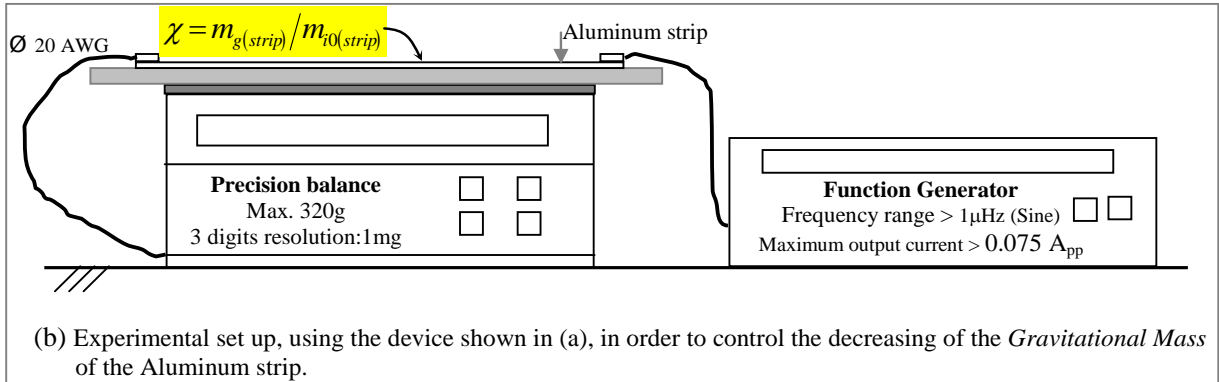 Ø 20 AWG
χ = m_g(strip)/m_i0(strip)
Aluminum strip
Precision balance
Max. 320g
3 digits resolution:1mg
Function Generator
Frequency range > 1μHz (Sine)
Maximum output current > 0.075 A_pp
(b) Experimental set up, using the device shown in (a), in order to control the decreasing of the Gravitational Mass
of the Aluminum strip.